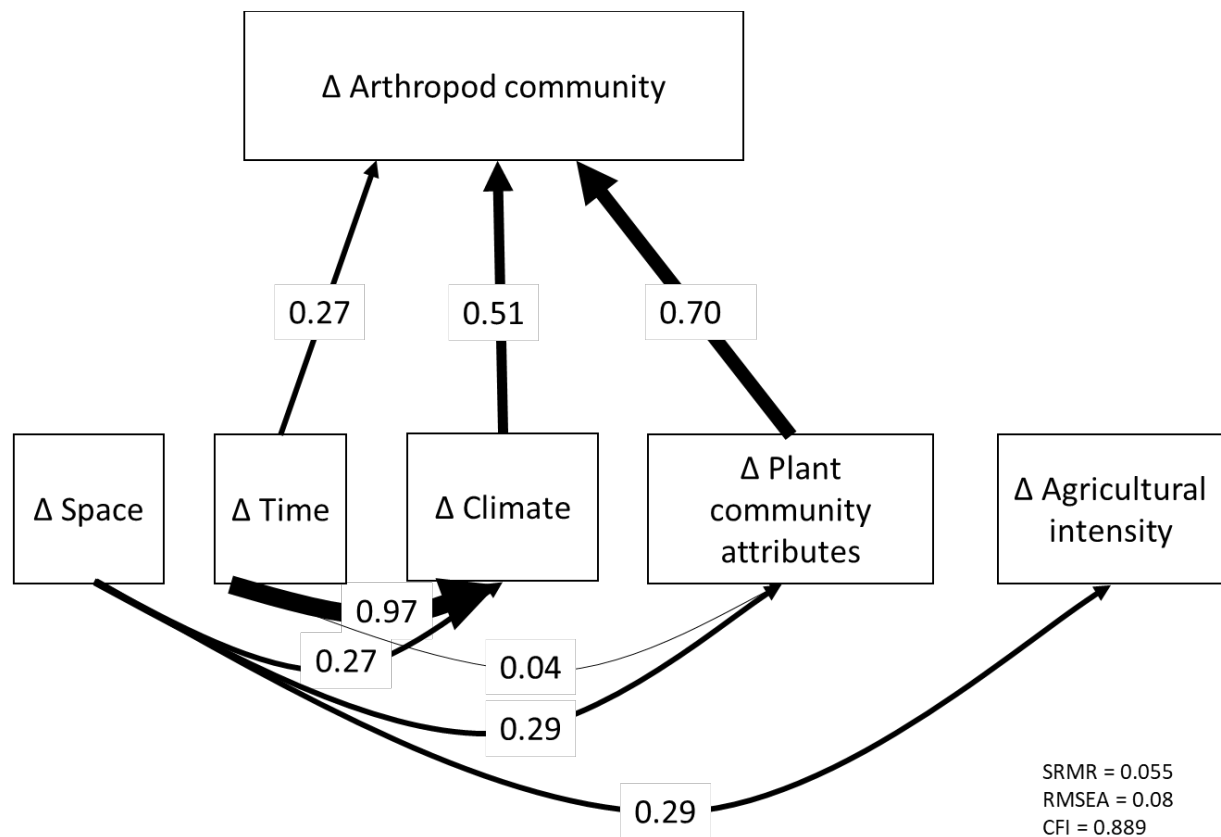 Δ Arthropod community
0.27
0.51
0.70
Δ Space
Δ Time
Δ Climate
Δ Plant
community
attributes
Δ Agricultural
intensity
0.97
0.27
0.04
0.29
0.29
SRMR = 0.055
RMSEA = 0.08
CFI = 0.889